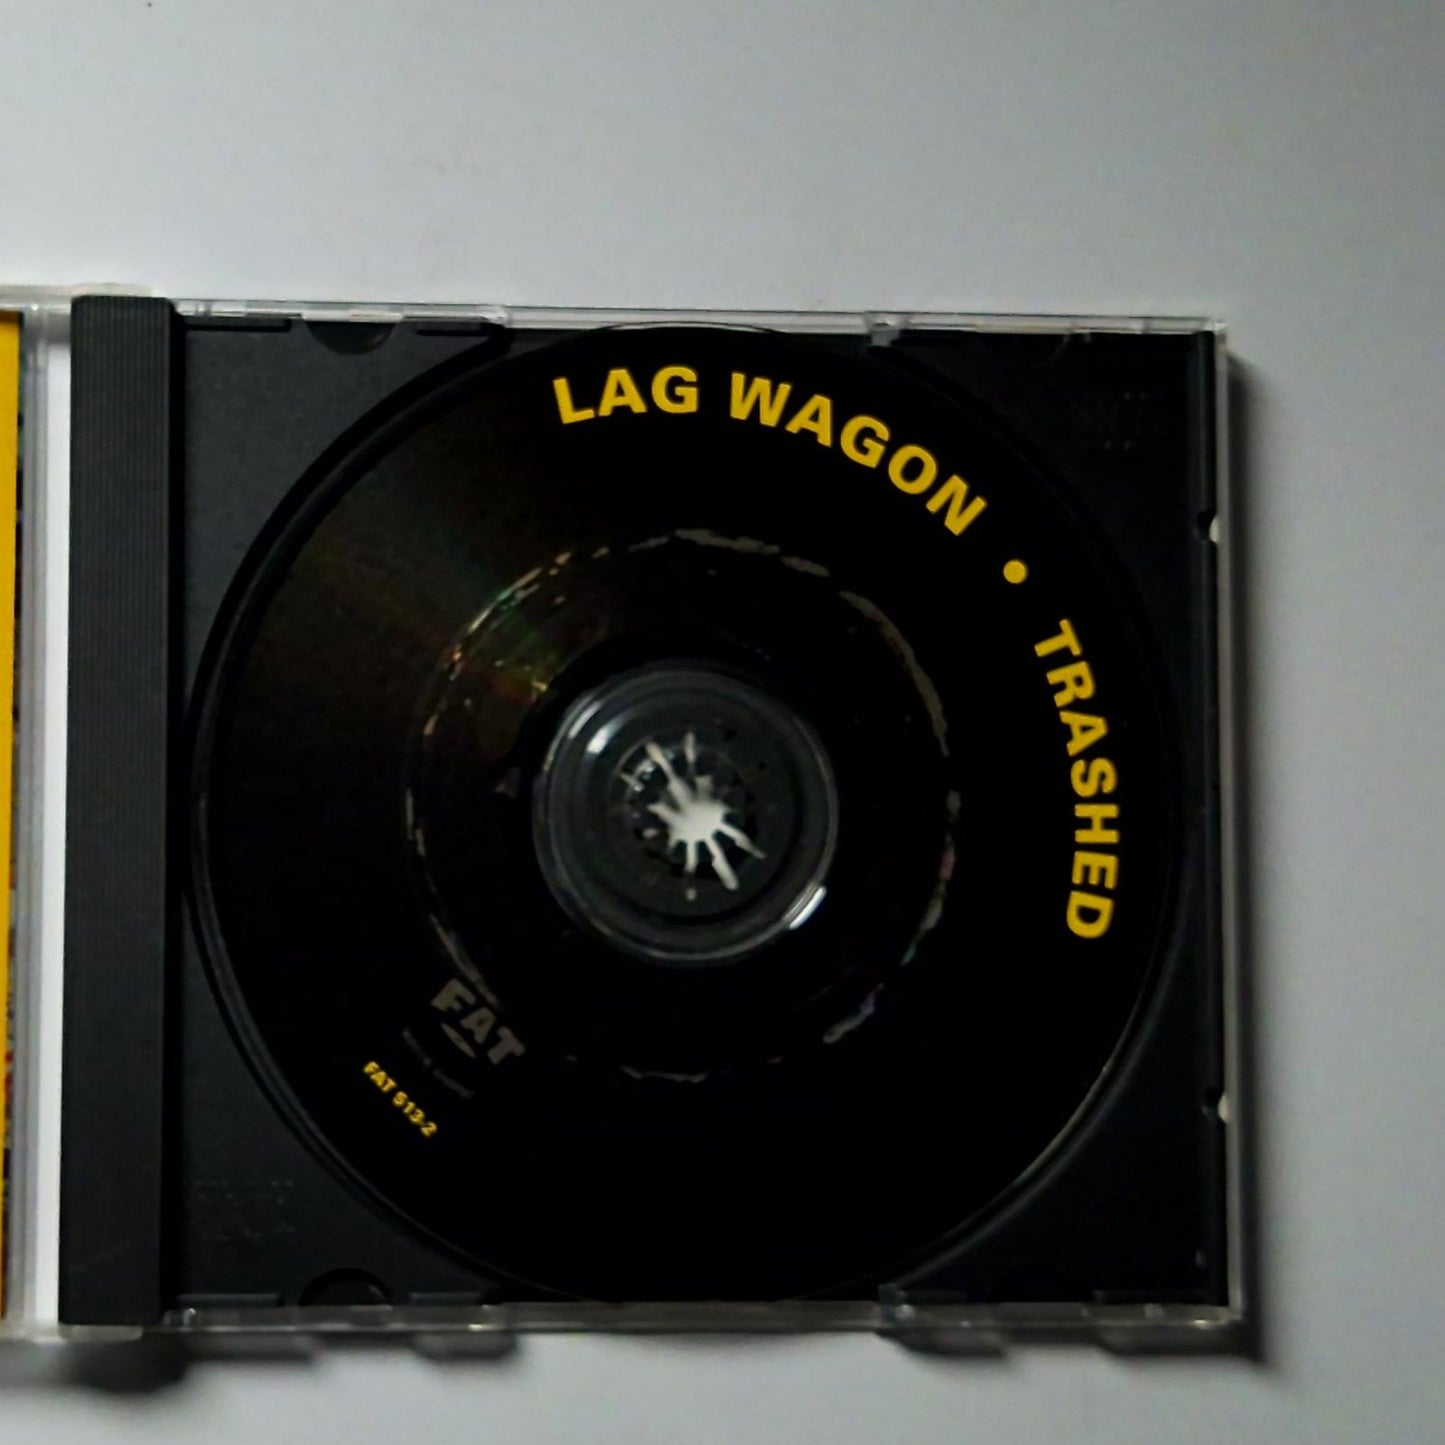 LAG WAGON • TRASHED
FAT
FAT 513-2